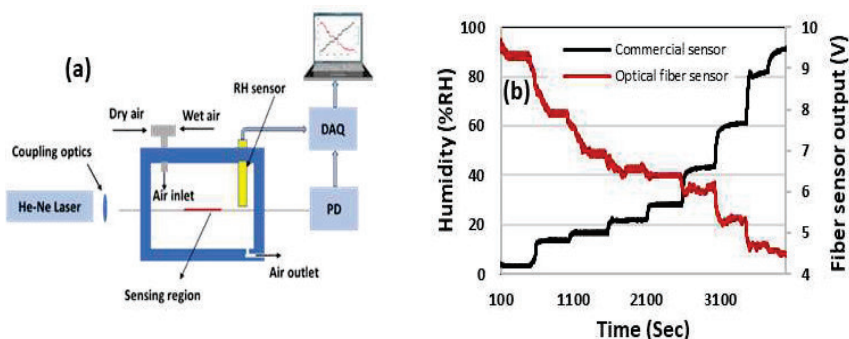 (a)
RH sensor
Dry air
Wet air
Coupling optics
DAQ
He-Ne Laser
Air inlet
PD
Air outlet
Sensing region
(b)
Commercial sensor
Optical fiber sensor
Humidity (%RH)
100
80
60
40
20
0
Fiber sensor output (V)
10
9
8
7
6
5
4
100 1100 2100 3100
Time (Sec)